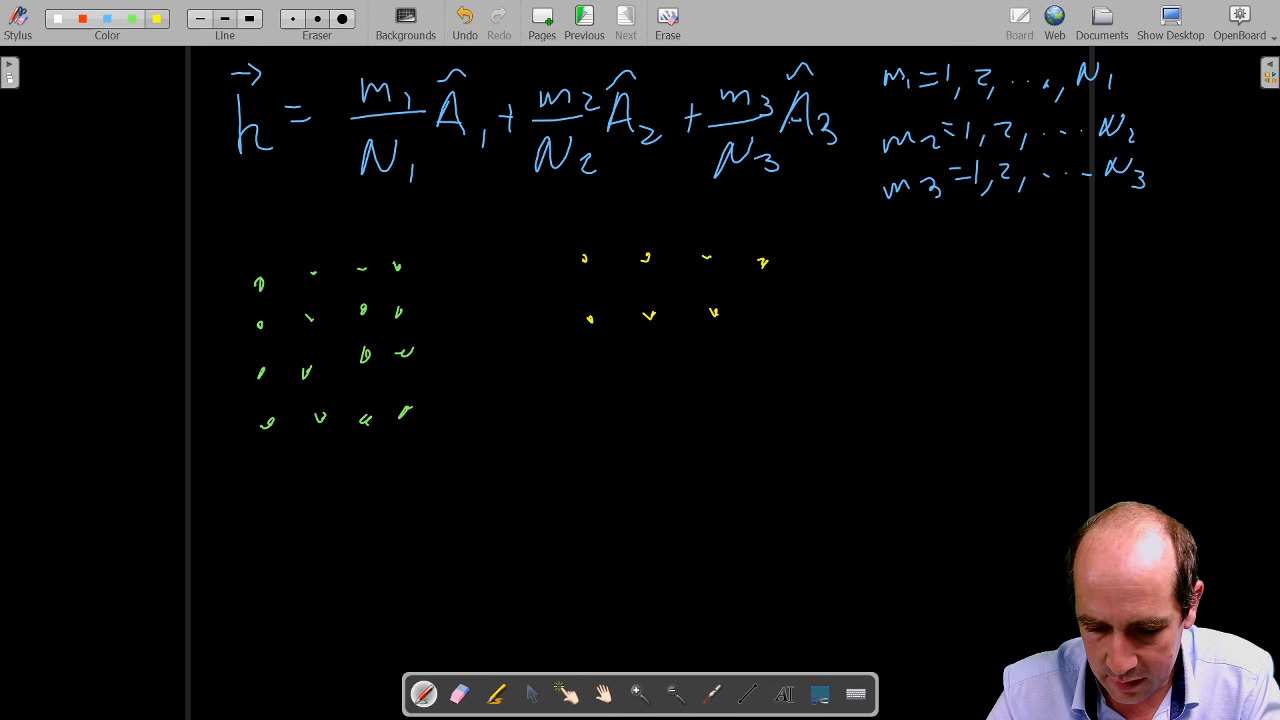 Stylus Color Line Eraser Backgrounds Undo Redo Pages Previous Next Erase Board Web Documents Show Desktop OpenBoard
→h = m₁/N₁ Â₁ + m₂/N₂ Â₂ + m₃/N₃ Â₃
m₁ = 1, 2, ..., N₁
m₂ = 1, 2, ... N₂
m₃ = 1, 2, ... N₃
AI